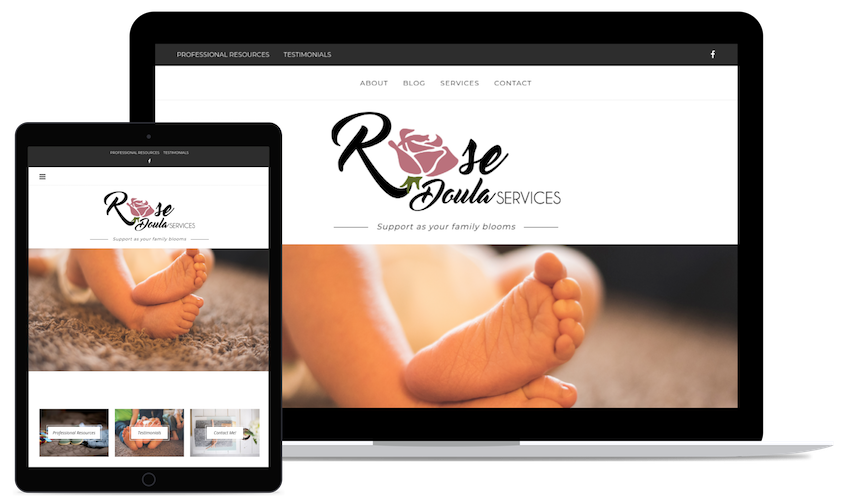 PROFESSIONAL RESOURCES TESTIMONIALS
ABOUT BLOG SERVICES CONTACT
Rose
Doula SERVICES
Support as your family blooms
PROFESSIONAL RESOURCES TESTIMONIALS
Rose
Doula SERVICES
Support as your family blooms
Professional Resources Testimonials Contact Me!